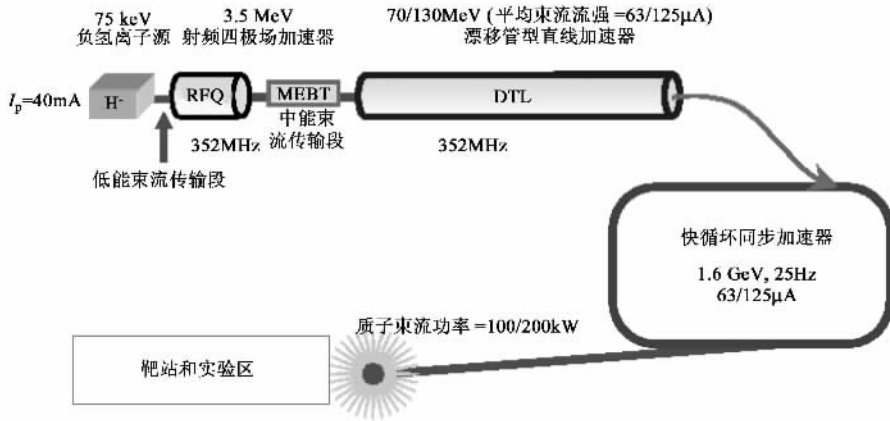 75 keV
负氢离子源
3.5 MeV
射频四极场加速器
70/130MeV (平均束流流强=63/125μA)
漂移管型直线加速器
Ip=40mA
H-
RFQ
MEBT
DTL
中能束
流传输段
352MHz
352MHz
低能束流传输段
快循环同步加速器
1.6 GeV, 25Hz
63/125μA
质子束流功率=100/200kW
靶站和实验区